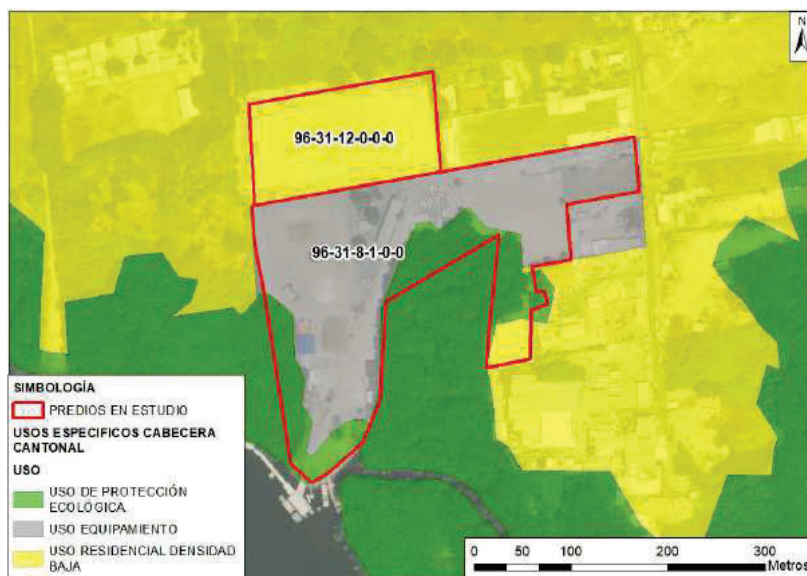 N
96-31-12-0-0-0
96-31-8-1-0-0
SIMBOLOGÍA
PREDIOS EN ESTUDIO
USOS ESPECIFICOS CABECERA
CANTONAL
USO
USO DE PROTECCIÓN
ECOLÓGICA
USO EQUIPAMIENTO
USO RESIDENCIAL DENSIDAD
BAJA
0 50 100 200 300
Metros